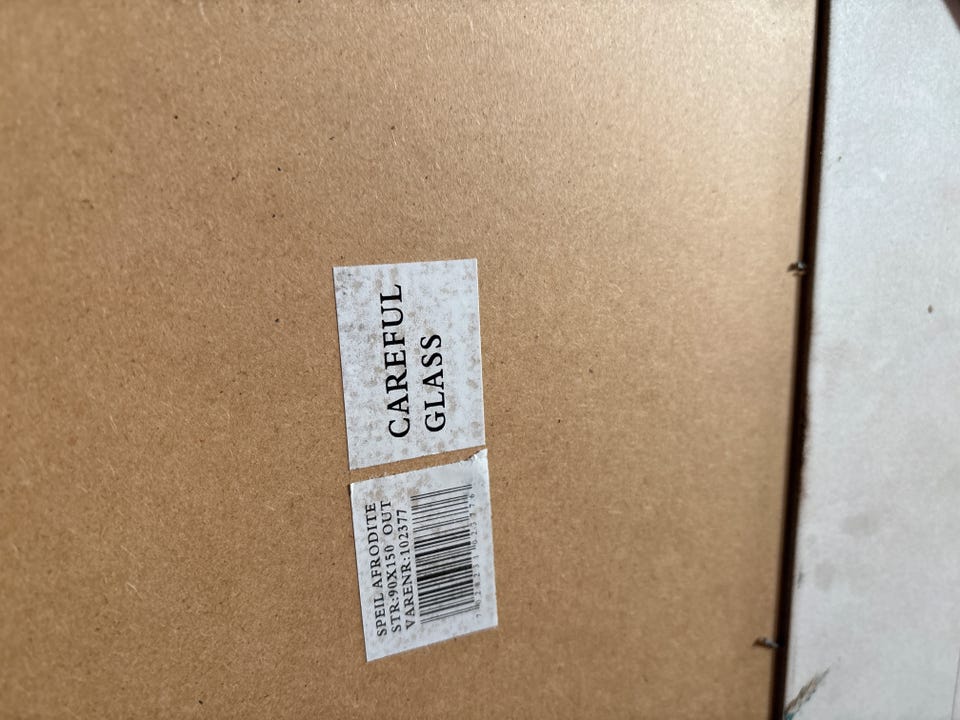 SPEIL AFRODITE
STR:90X150 OUT
VARENR:102377
CAREFUL
GLASS